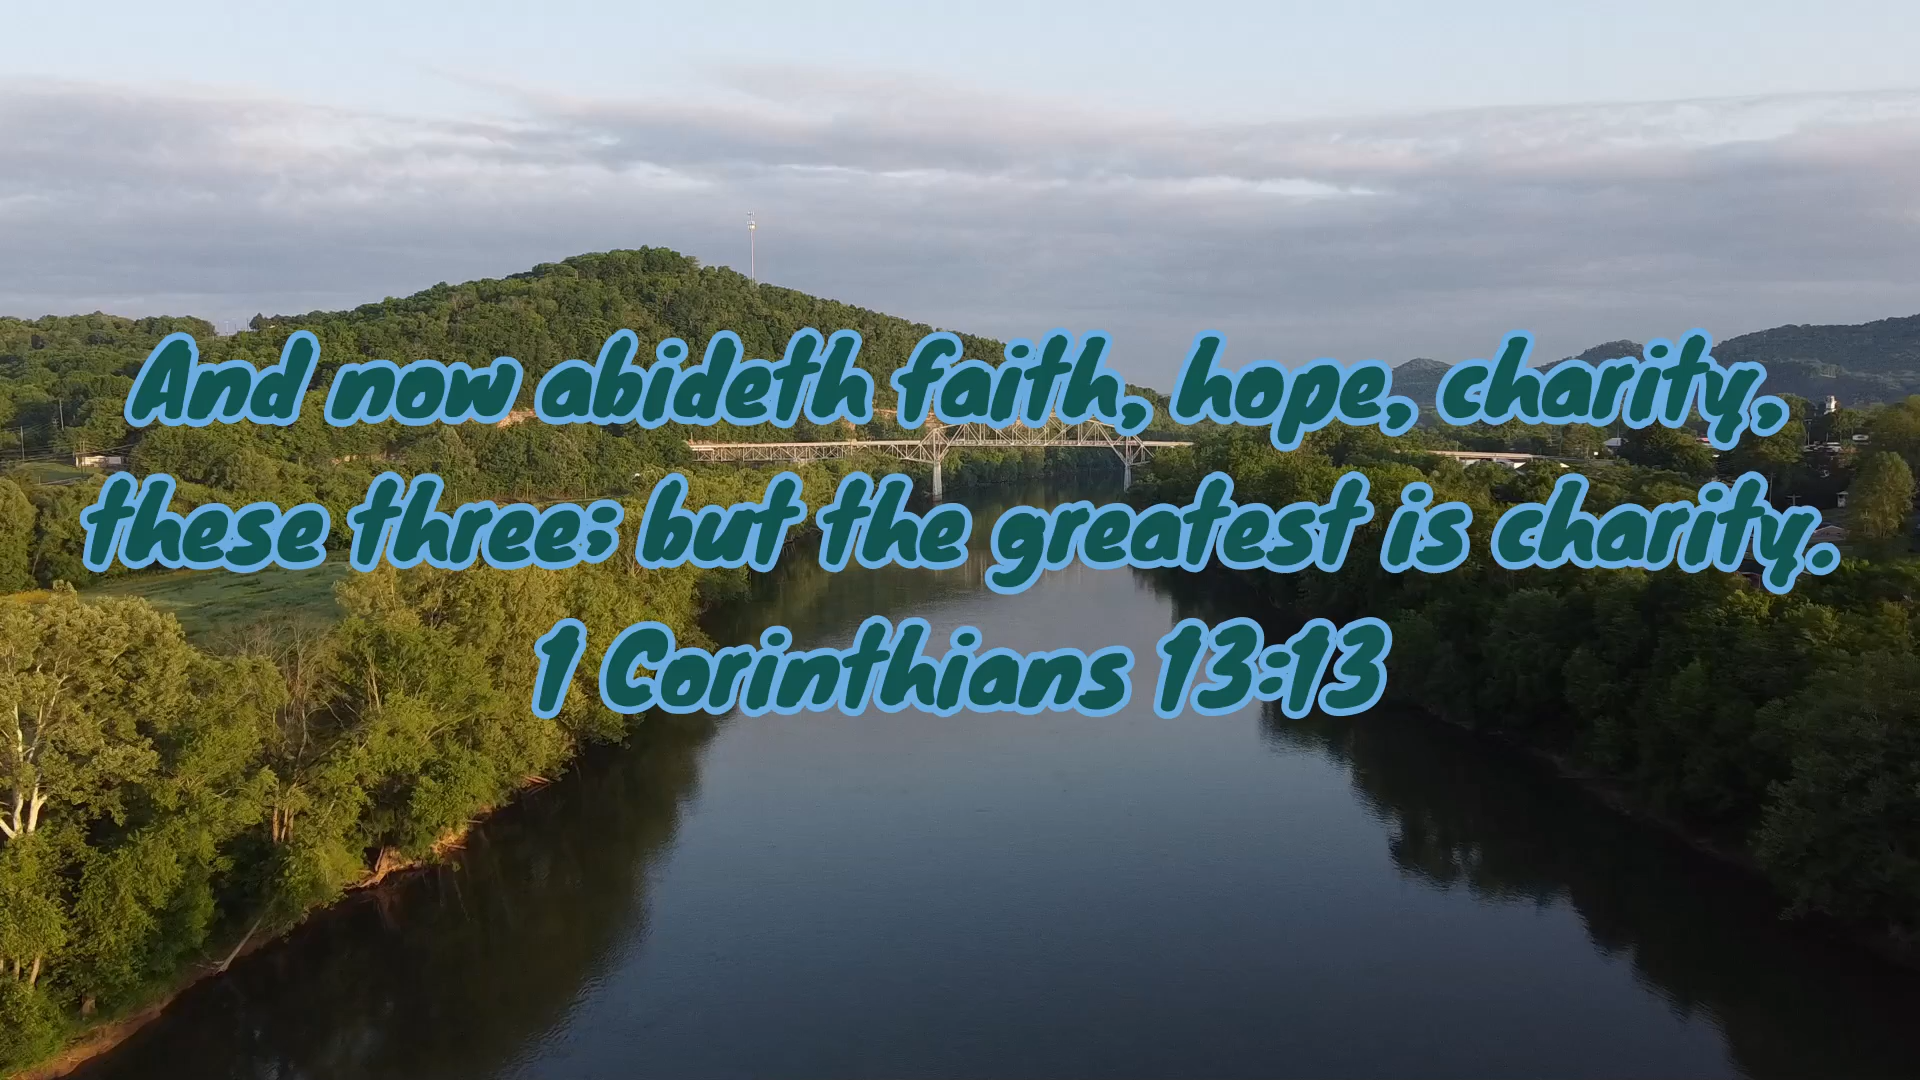 And now abideth faith, hope, charity,
these three; but the greatest is charity.
1 Corinthians 13:13